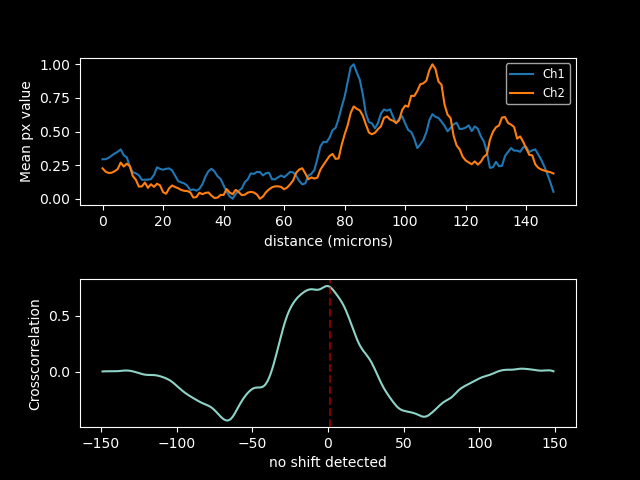 Mean px value
1.00
0.75
0.50
0.25
0.00
Ch1
Ch2
0 20 40 60 80 100 120 140
distance (microns)
Crosscorrelation
0.5
0.0
−150 −100 −50 0 50 100 150
no shift detected